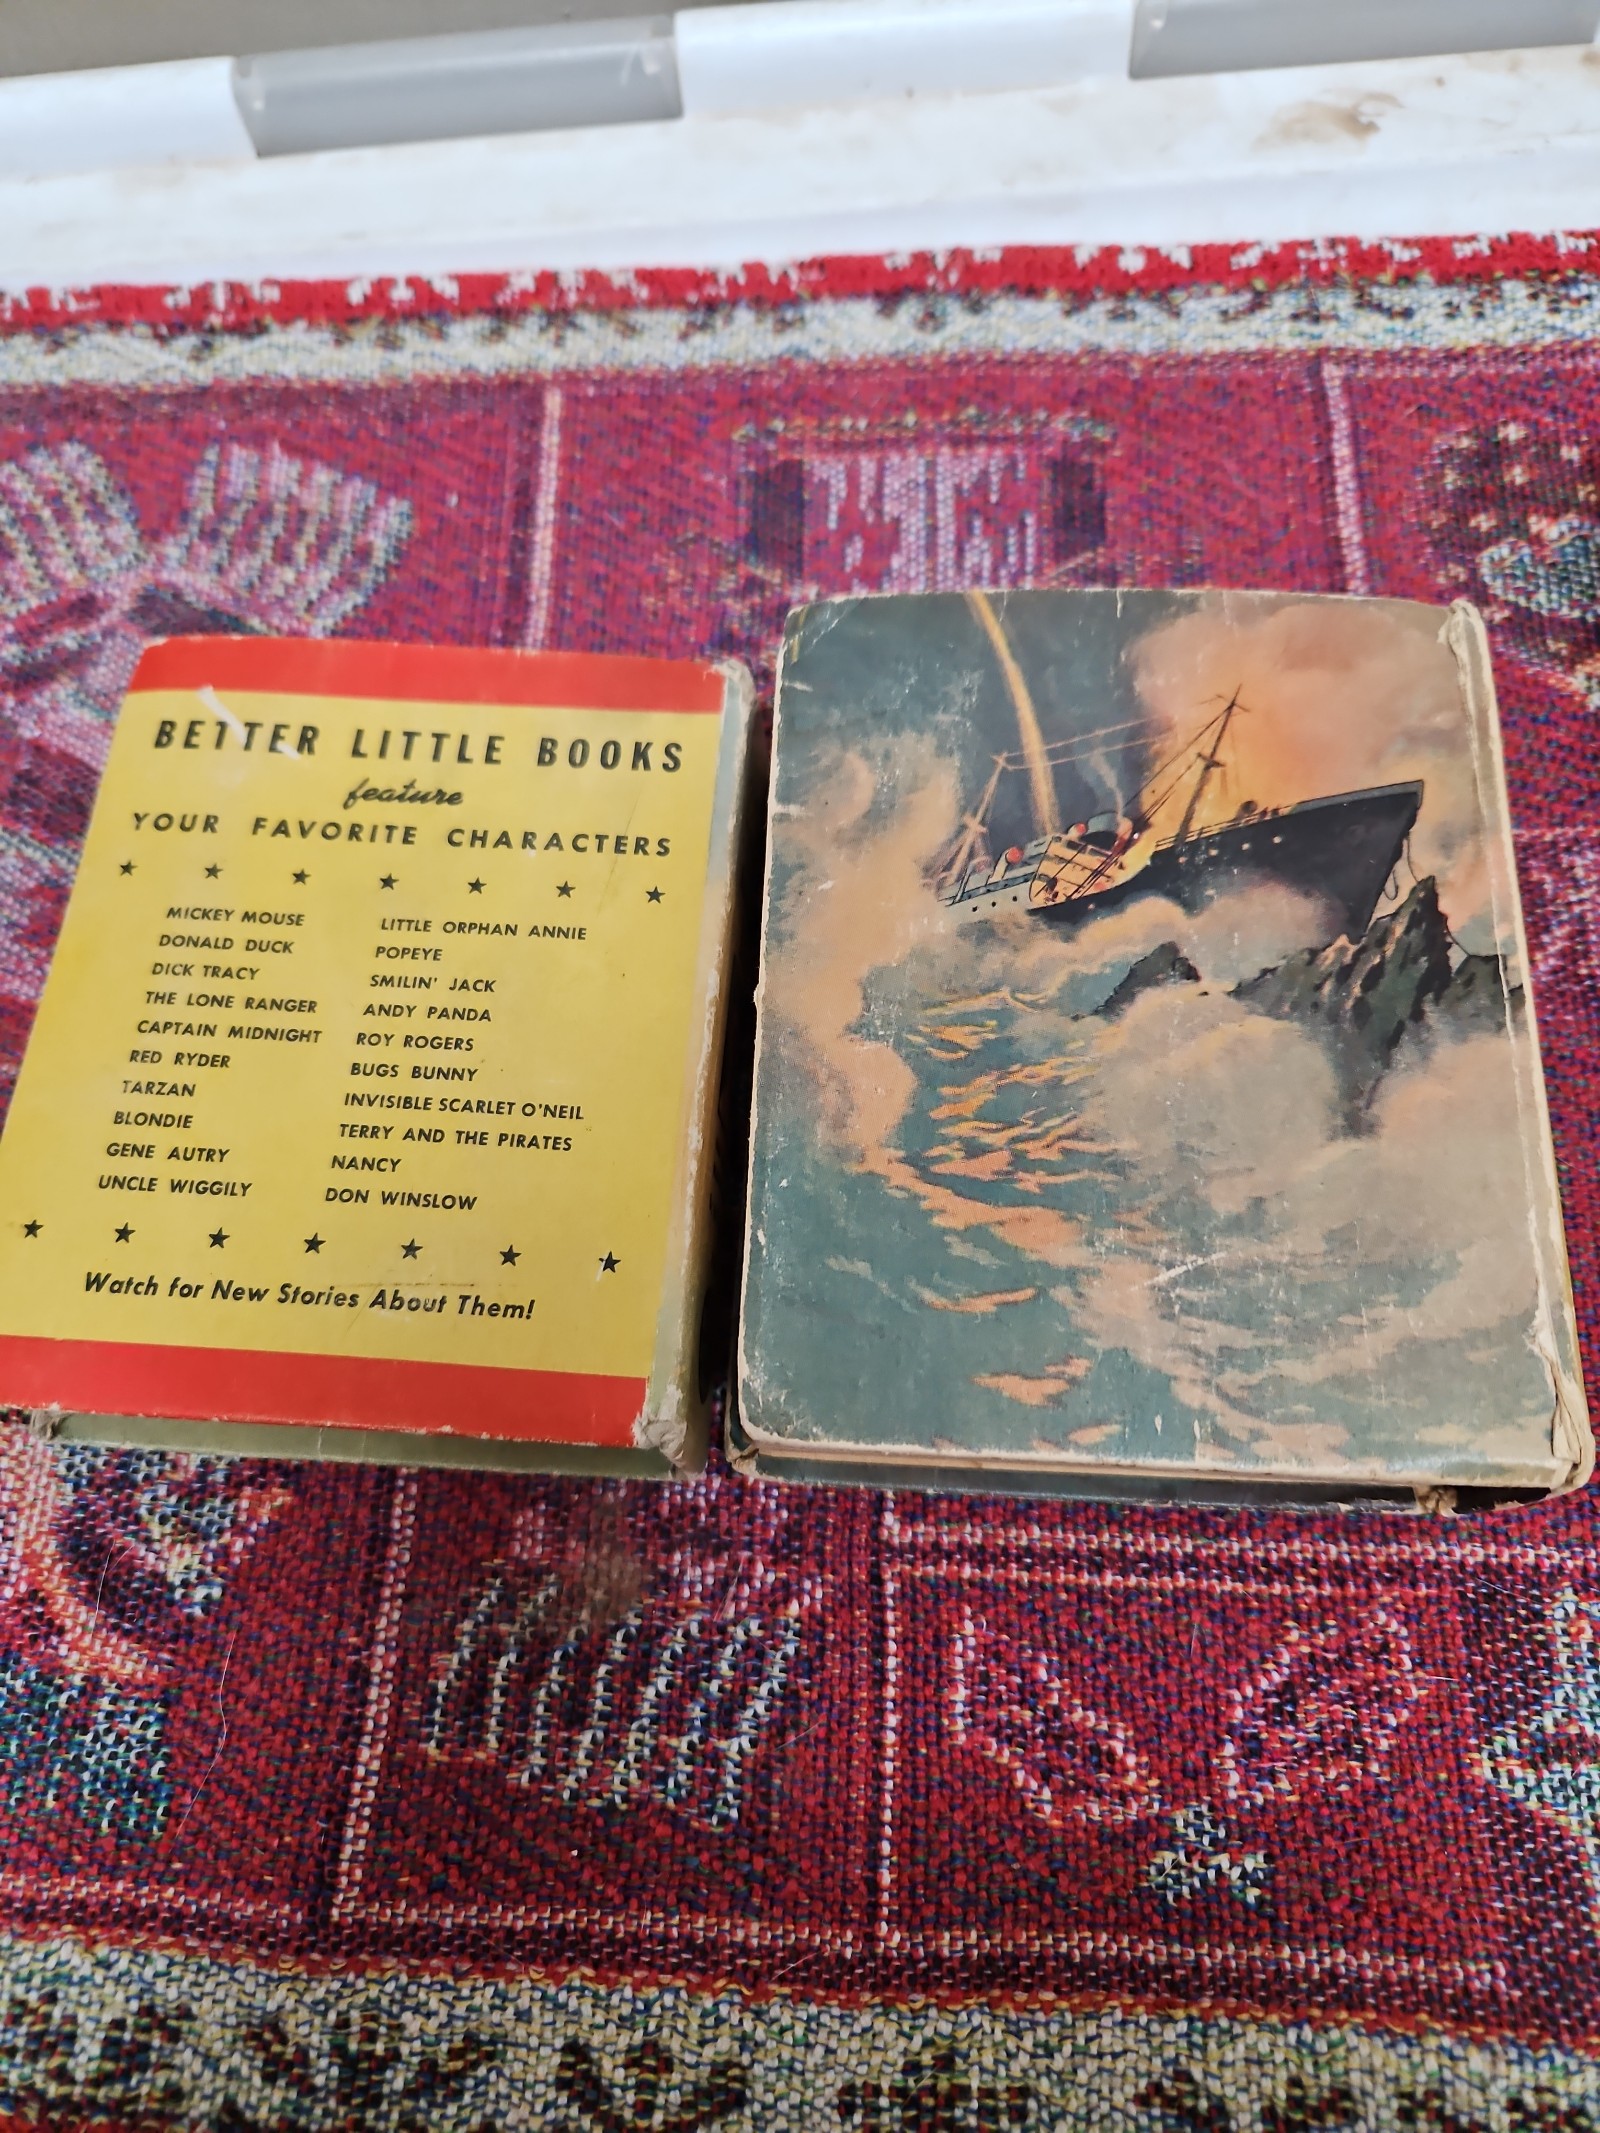 BETTER LITTLE BOOKS
feature
YOUR FAVORITE CHARACTERS
MICKEY MOUSE
DONALD DUCK
DICK TRACY
THE LONE RANGER
CAPTAIN MIDNIGHT
RED RYDER
TARZAN
BLONDIE
GENE AUTRY
UNCLE WIGGILY
LITTLE ORPHAN ANNIE
POPEYE
SMILIN' JACK
ANDY PANDA
ROY ROGERS
BUGS BUNNY
INVISIBLE SCARLET O'NEIL
TERRY AND THE PIRATES
NANCY
DON WINSLOW
Watch for New Stories About Them!